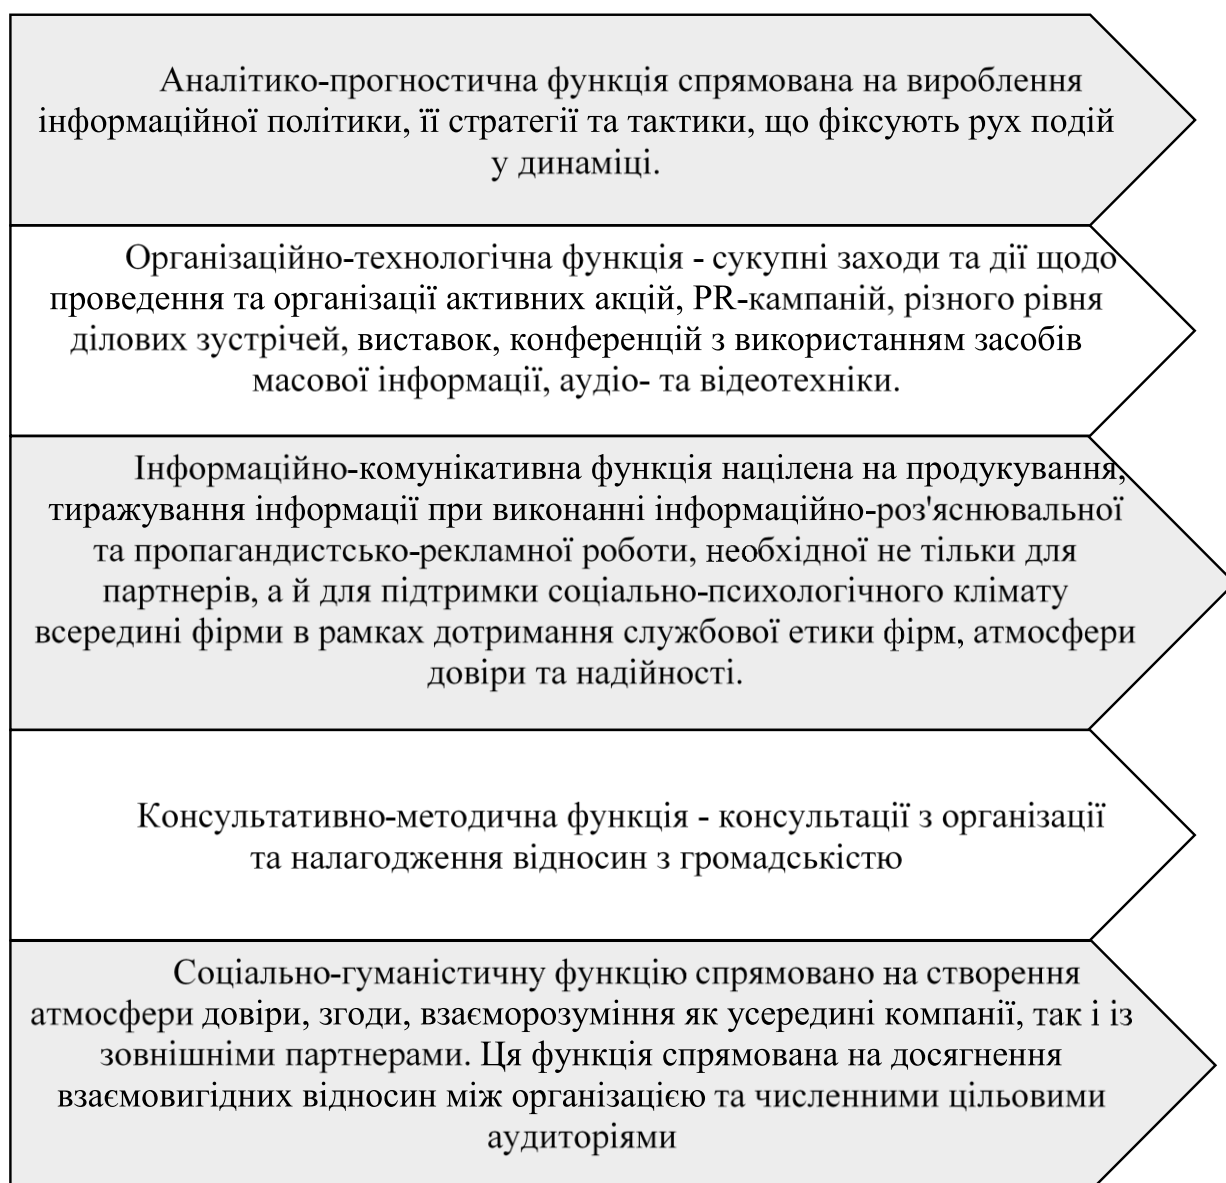 Аналітико-прогностична функція спрямована на вироблення
інформаційної політики, її стратегії та тактики, що фіксують рух подій
у динаміці.
Організаційно-технологічна функція - сукупні заходи та дії щодо
проведення та організації активних акцій, PR-кампаній, різного рівня
ділових зустрічей, виставок, конференцій з використанням засобів
масової інформації, аудіо- та відеотехніки.
Інформаційно-комунікативна функція націлена на продукування,
тиражування інформації при виконанні інформаційно-роз'яснювальної
та пропагандистсько-рекламної роботи, необхідної не тільки для
партнерів, а й для підтримки соціально-психологічного клімату
всередині фірми в рамках дотримання службової етики фірм, атмосфери
довіри та надійності.
Консультативно-методична функція - консультації з організації
та налагодження відносин з громадськістю
Соціально-гуманістичну функцію спрямовано на створення
атмосфери довіри, згоди, взаєморозуміння як усередині компанії, так і із
зовнішніми партнерами. Ця функція спрямована на досягнення
взаємовигідних відносин між організацією та численними цільовими
аудиторіями